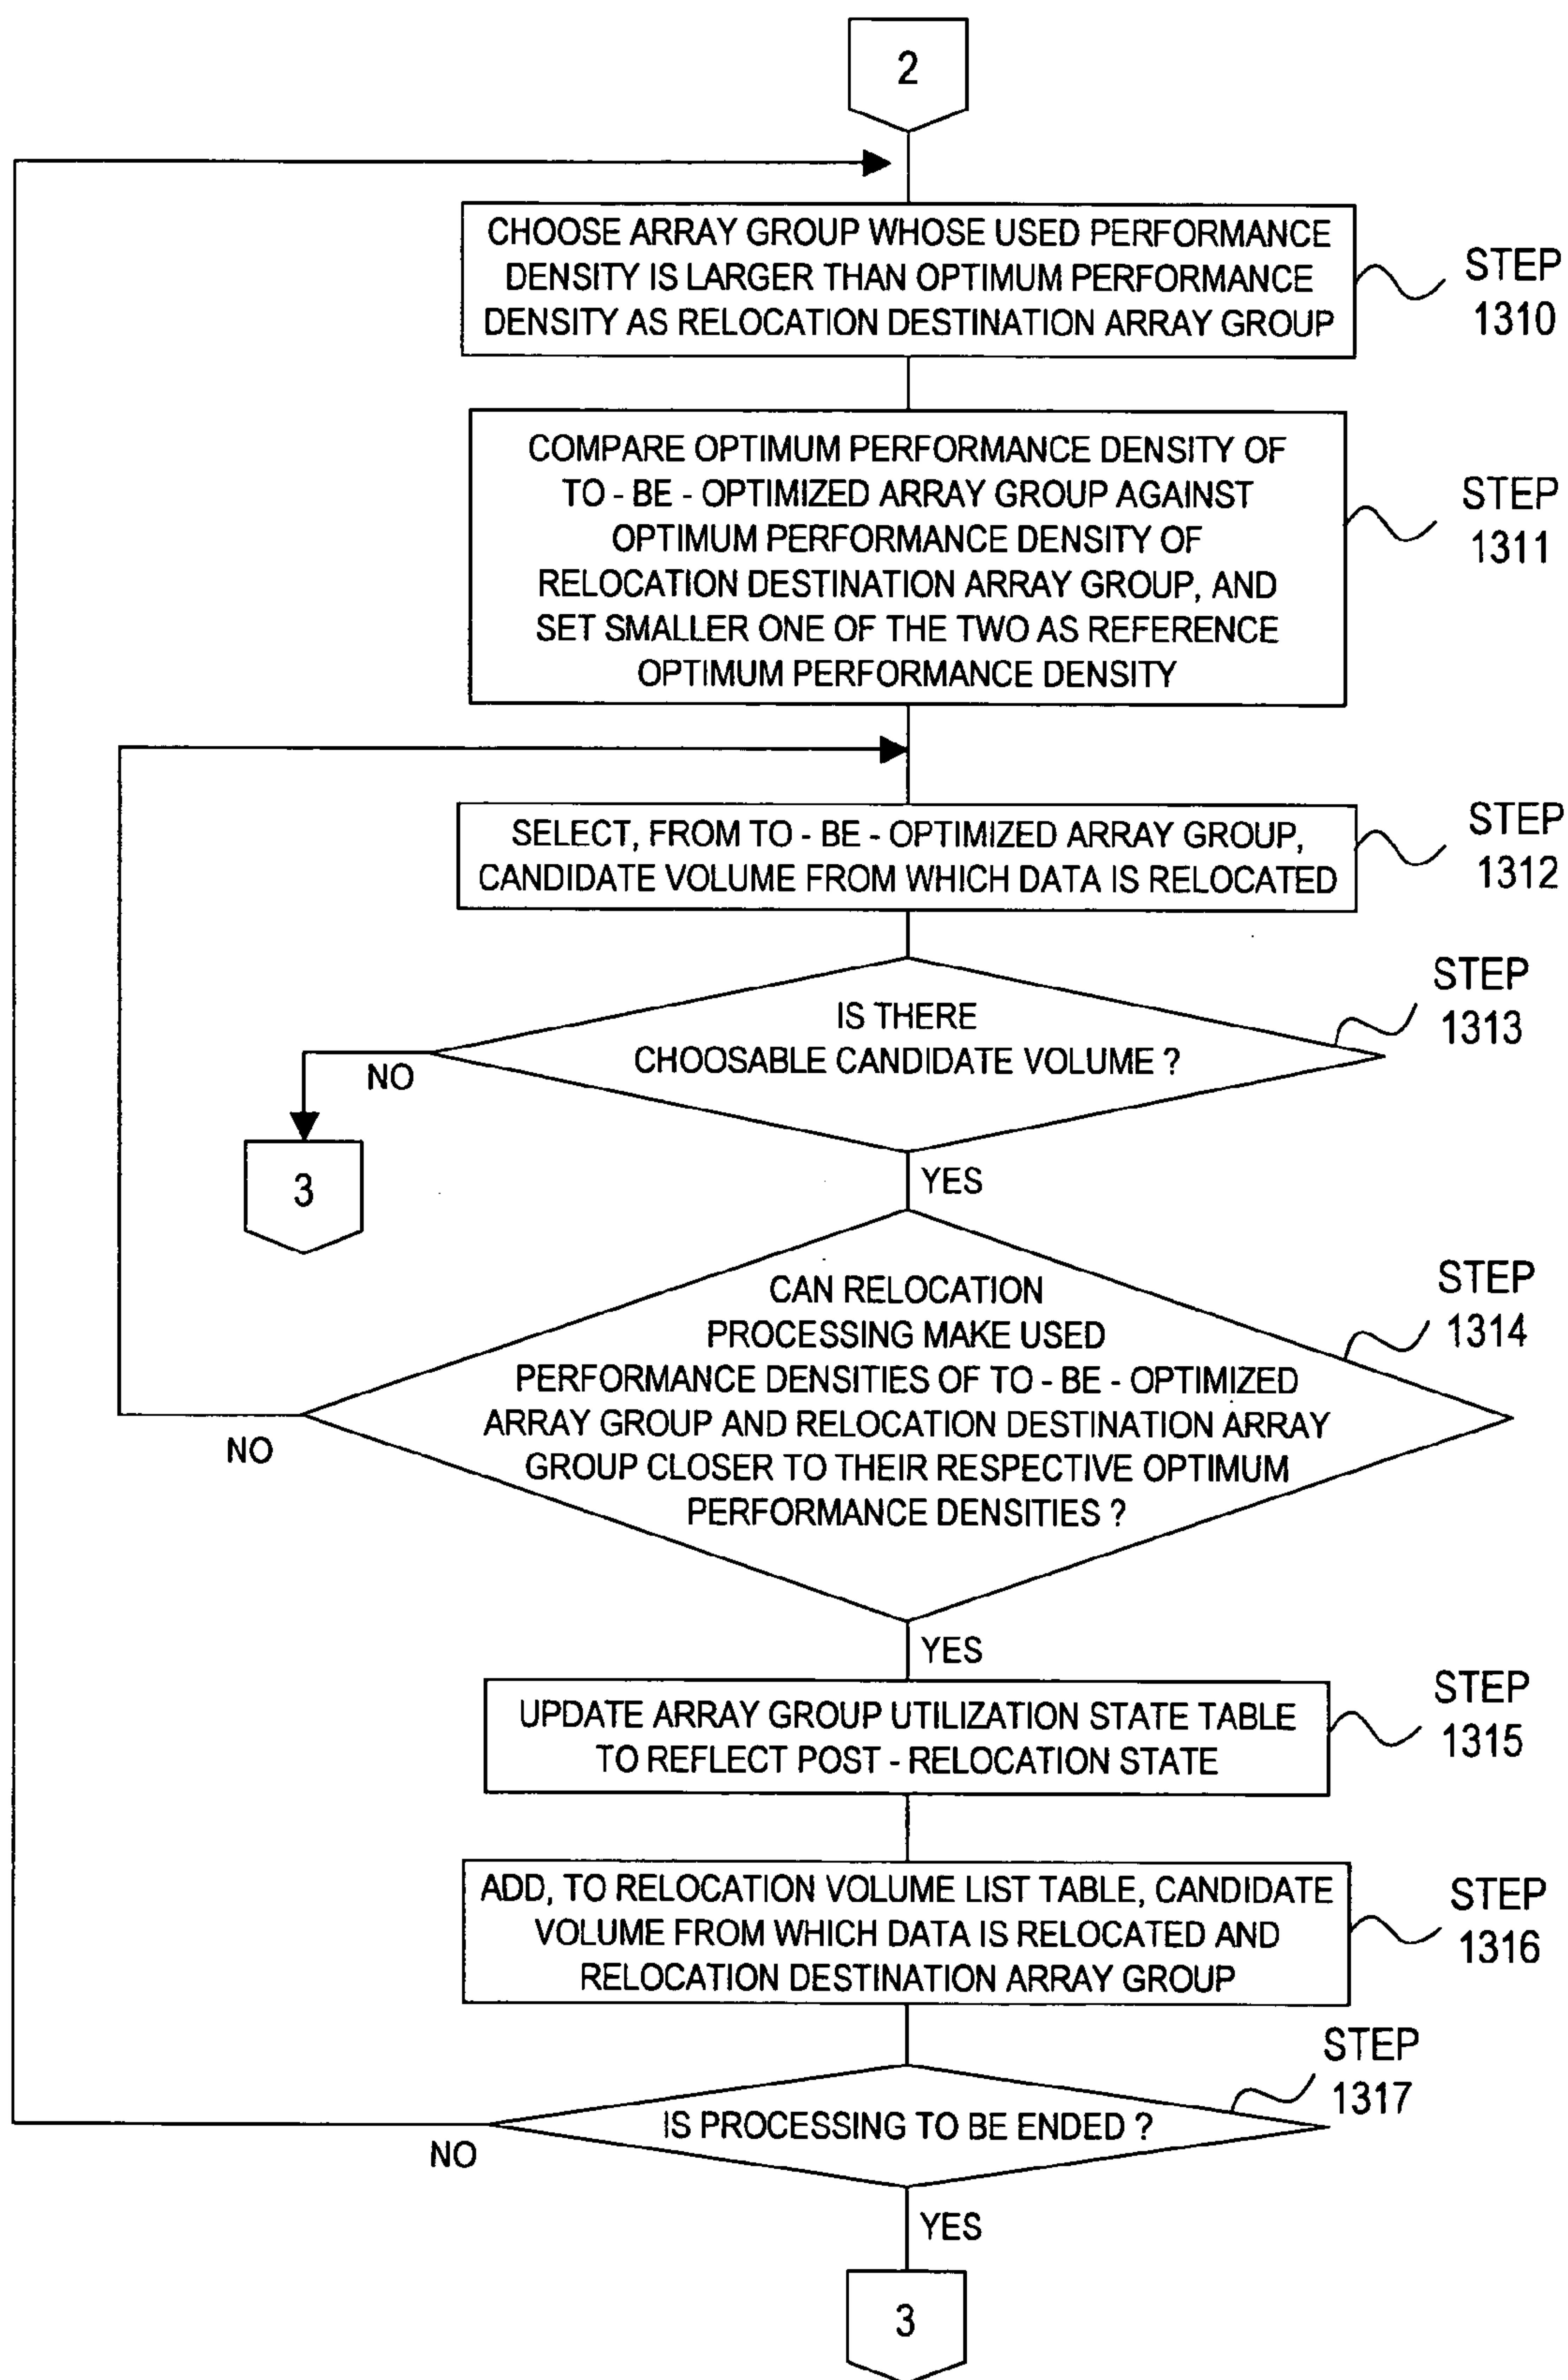 2
CHOOSE ARRAY GROUP WHOSE USED PERFORMANCE
DENSITY IS LARGER THAN OPTIMUM PERFORMANCE
DENSITY AS RELOCATION DESTINATION ARRAY GROUP
STEP
1310
COMPARE OPTIMUM PERFORMANCE DENSITY OF
TO - BE - OPTIMIZED ARRAY GROUP AGAINST
OPTIMUM PERFORMANCE DENSITY OF
RELOCATION DESTINATION ARRAY GROUP, AND
SET SMALLER ONE OF THE TWO AS REFERENCE
OPTIMUM PERFORMANCE DENSITY
STEP
1311
SELECT, FROM TO - BE - OPTIMIZED ARRAY GROUP,
CANDIDATE VOLUME FROM WHICH DATA IS RELOCATED
STEP
1312
IS THERE
CHOOSABLE CANDIDATE VOLUME ?
STEP
1313
NO
3
YES
CAN RELOCATION
PROCESSING MAKE USED
PERFORMANCE DENSITIES OF TO - BE - OPTIMIZED
ARRAY GROUP AND RELOCATION DESTINATION ARRAY
GROUP CLOSER TO THEIR RESPECTIVE OPTIMUM
PERFORMANCE DENSITIES ?
STEP
1314
NO
YES
UPDATE ARRAY GROUP UTILIZATION STATE TABLE
TO REFLECT POST - RELOCATION STATE
STEP
1315
ADD, TO RELOCATION VOLUME LIST TABLE, CANDIDATE
VOLUME FROM WHICH DATA IS RELOCATED AND
RELOCATION DESTINATION ARRAY GROUP
STEP
1316
IS PROCESSING TO BE ENDED ?
STEP
1317
NO
YES
3